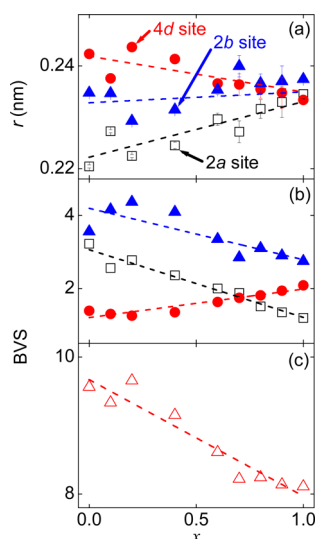 (a)
4d site
0.24
2b site
r (nm)
2a site
0.22
(b)
4
2
BVS
10
(c)
8
0.0 0.5 1.0
x